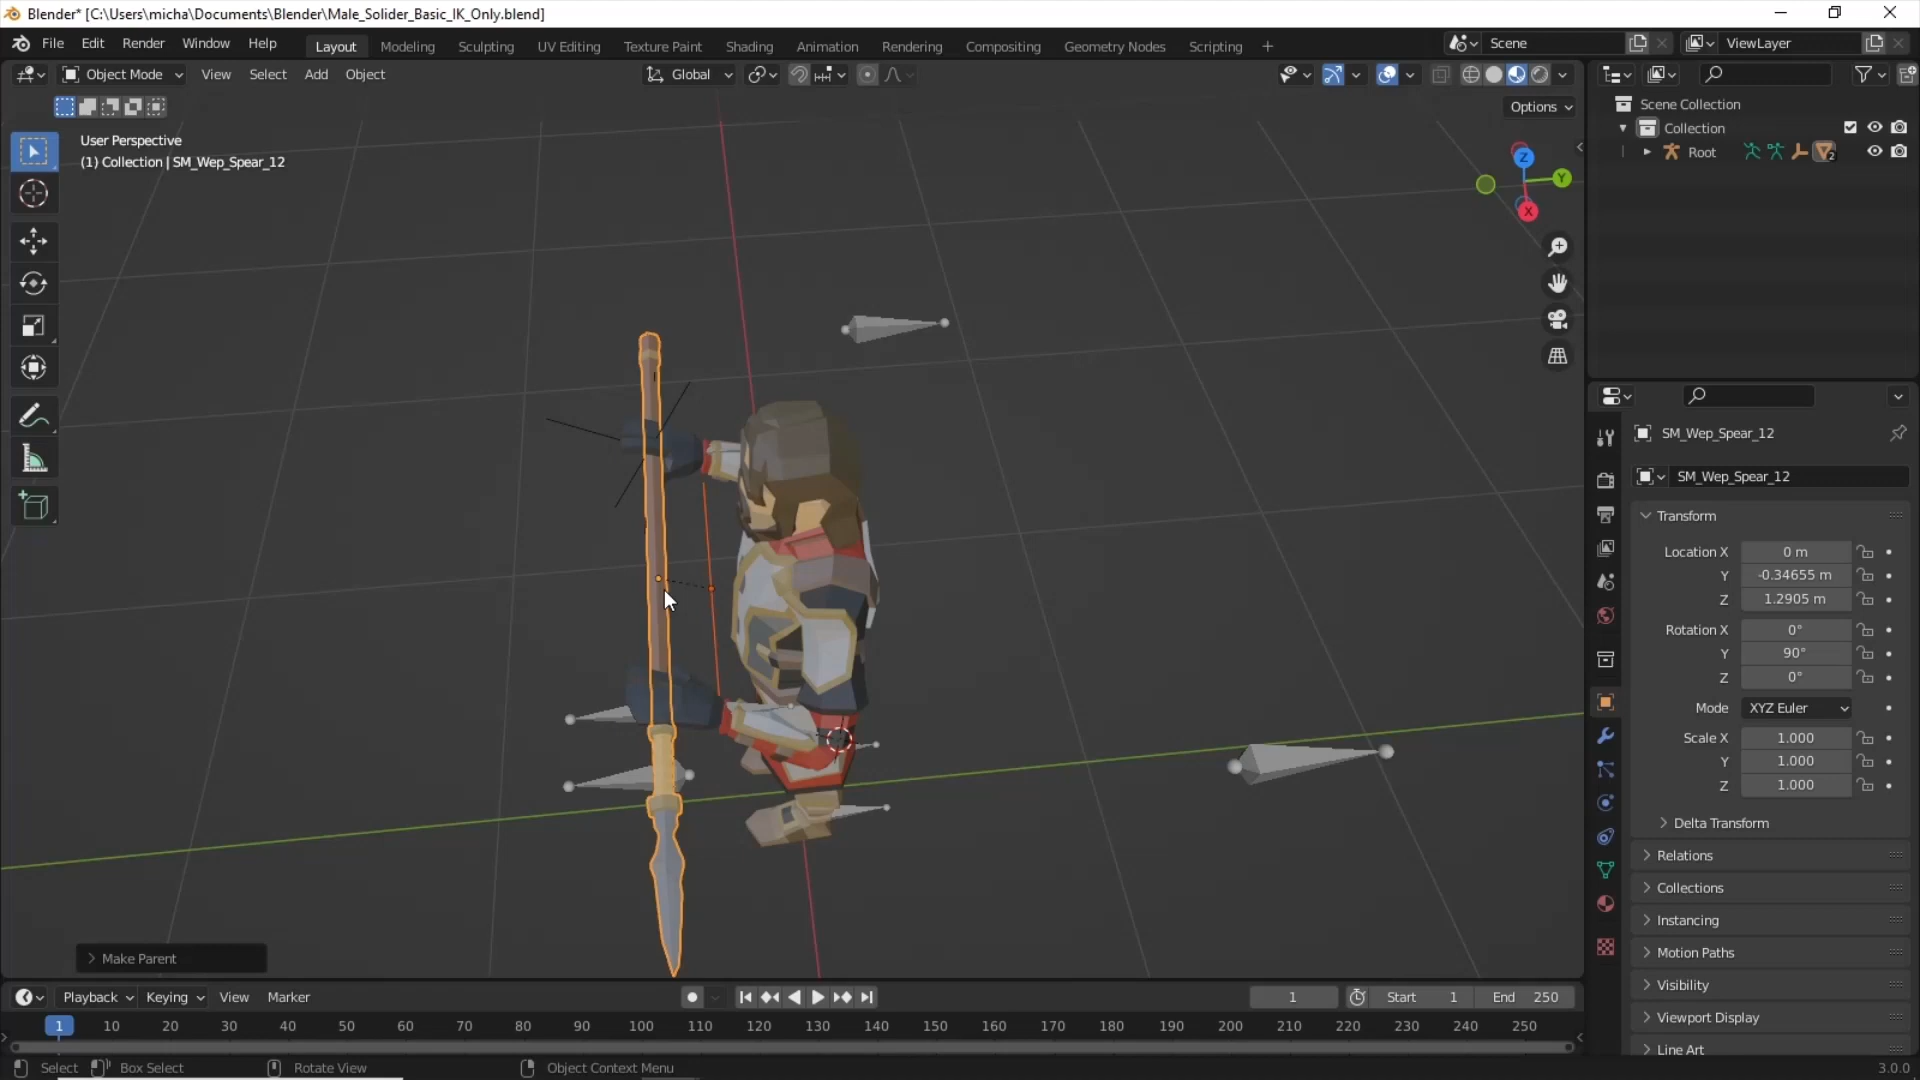 Blender* [C:\Users\micha\Documents\Blender\Male_Solider_Basic_IK_Only.blend]
File Edit Render Window Help Layout Modeling Sculpting UV Editing Texture Paint Shading Animation Rendering Compositing Geometry Nodes Scripting + Scene ViewLayer
Object Mode View Select Add Object Global
Options
User Perspective
(1) Collection | SM_Wep_Spear_12
Z
Y
X
Make Parent
Scene Collection
Collection
Root 2
SM_Wep_Spear_12
SM_Wep_Spear_12
Transform
Location X 0 m
Y -0.34655 m
Z 1.2905 m
Rotation X 0°
Y 90°
Z 0°
Mode XYZ Euler
Scale X 1.000
Y 1.000
Z 1.000
Delta Transform
Relations
Collections
Instancing
Motion Paths
Visibility
Viewport Display
Line Art
Playback Keying View Marker 1 Start 1 End 250
1 10 20 30 40 50 60 70 80 90 100 110 120 130 140 150 160 170 180 190 200 210 220 230 240 250
Select Box Select Rotate View Object Context Menu 3.0.0